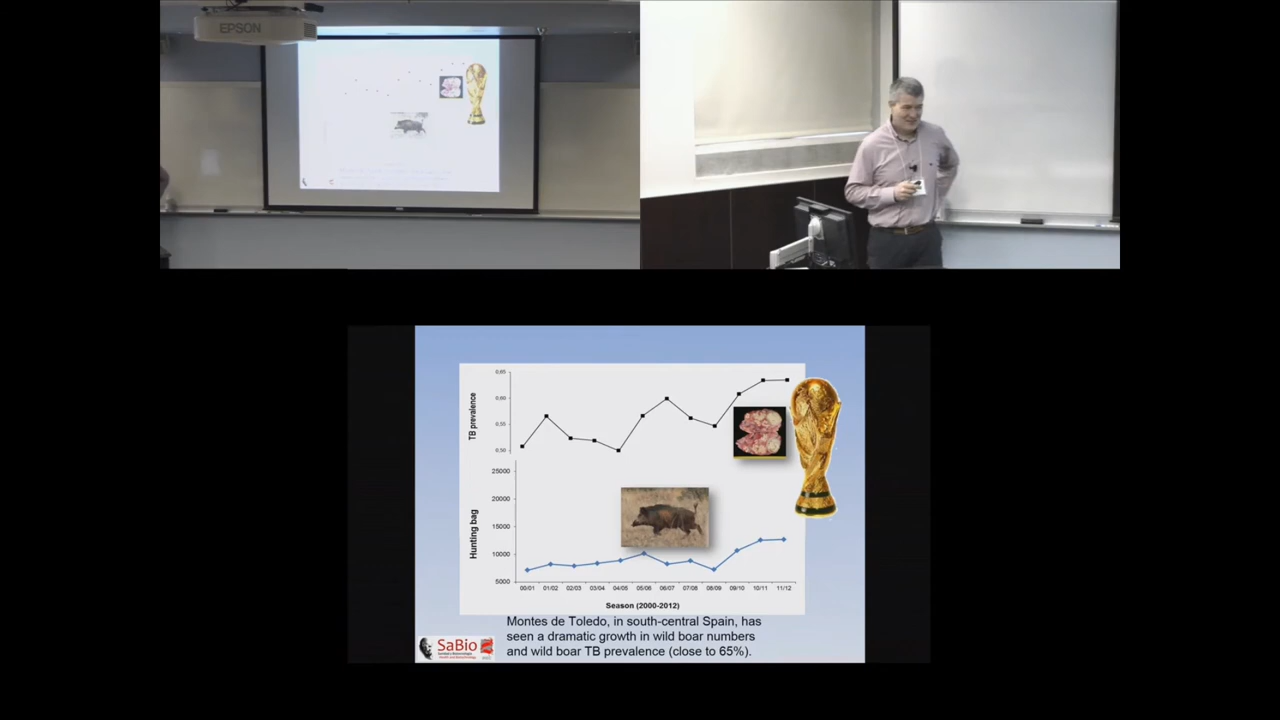 EPSON
0,65
0,60
0,55
0,50
TB prevalence
25000
20000
15000
10000
5000
Hunting bag
00/01 01/02 02/03 03/04 04/05 05/06 06/07 07/08 08/09 09/10 10/11 11/12
Season (2000-2012)
Montes de Toledo, in south-central Spain, has
seen a dramatic growth in wild boar numbers
and wild boar TB prevalence (close to 65%).
SaBio